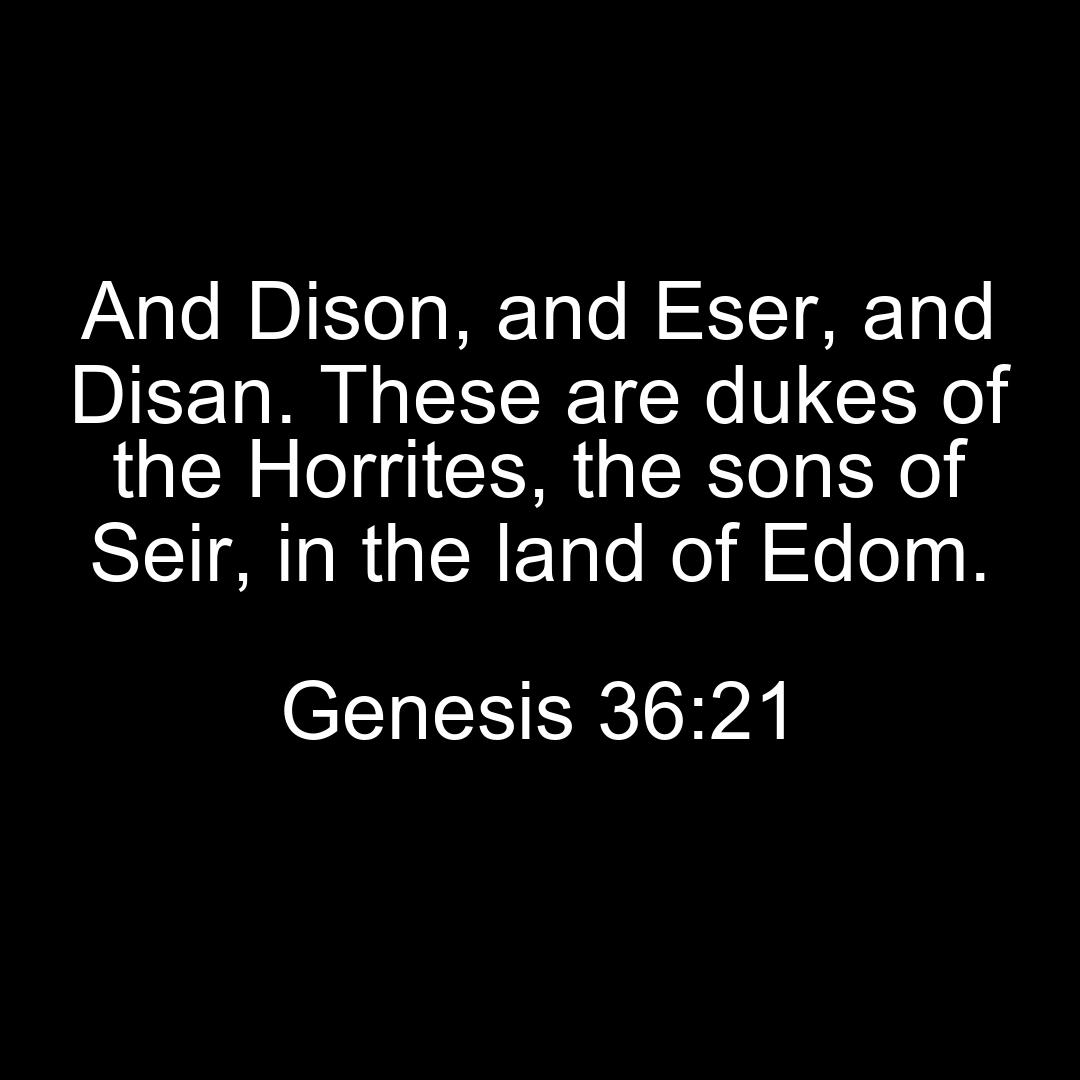 And Dison, and Eser, and
Disan. These are dukes of
the Horrites, the sons of
Seir, in the land of Edom.
Genesis 36:21